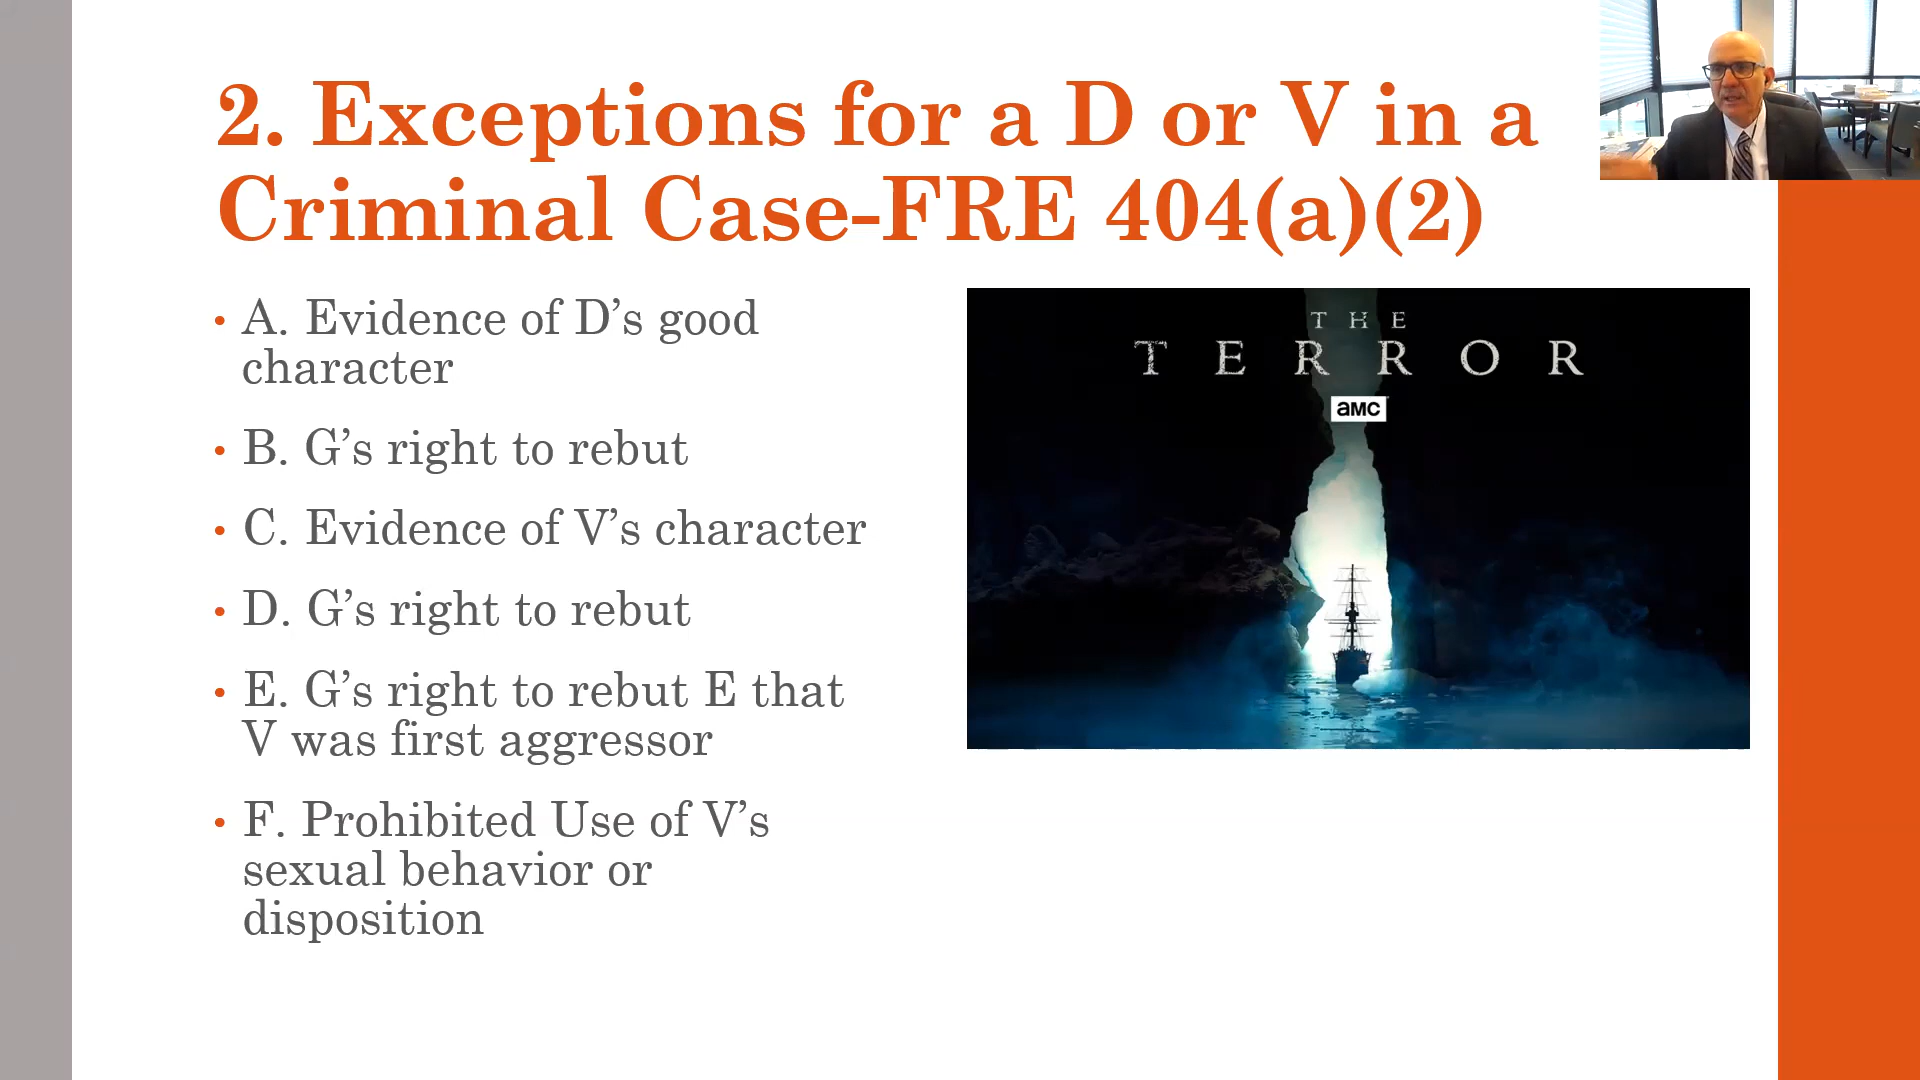 2. Exceptions for a D or V in a
Criminal Case-FRE 404(a)(2)
• A. Evidence of D’s good
character
• B. G’s right to rebut
• C. Evidence of V’s character
• D. G’s right to rebut
• E. G’s right to rebut E that
V was first aggressor
• F. Prohibited Use of V’s
sexual behavior or
disposition
THE
TERROR
aMC